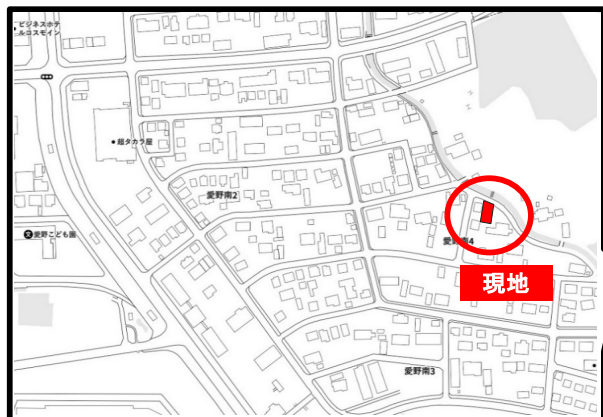 ビジネスホテ
ルコスモイン
超タカラ屋
愛野南2
愛野こども園
愛野南4
現地
愛野南3